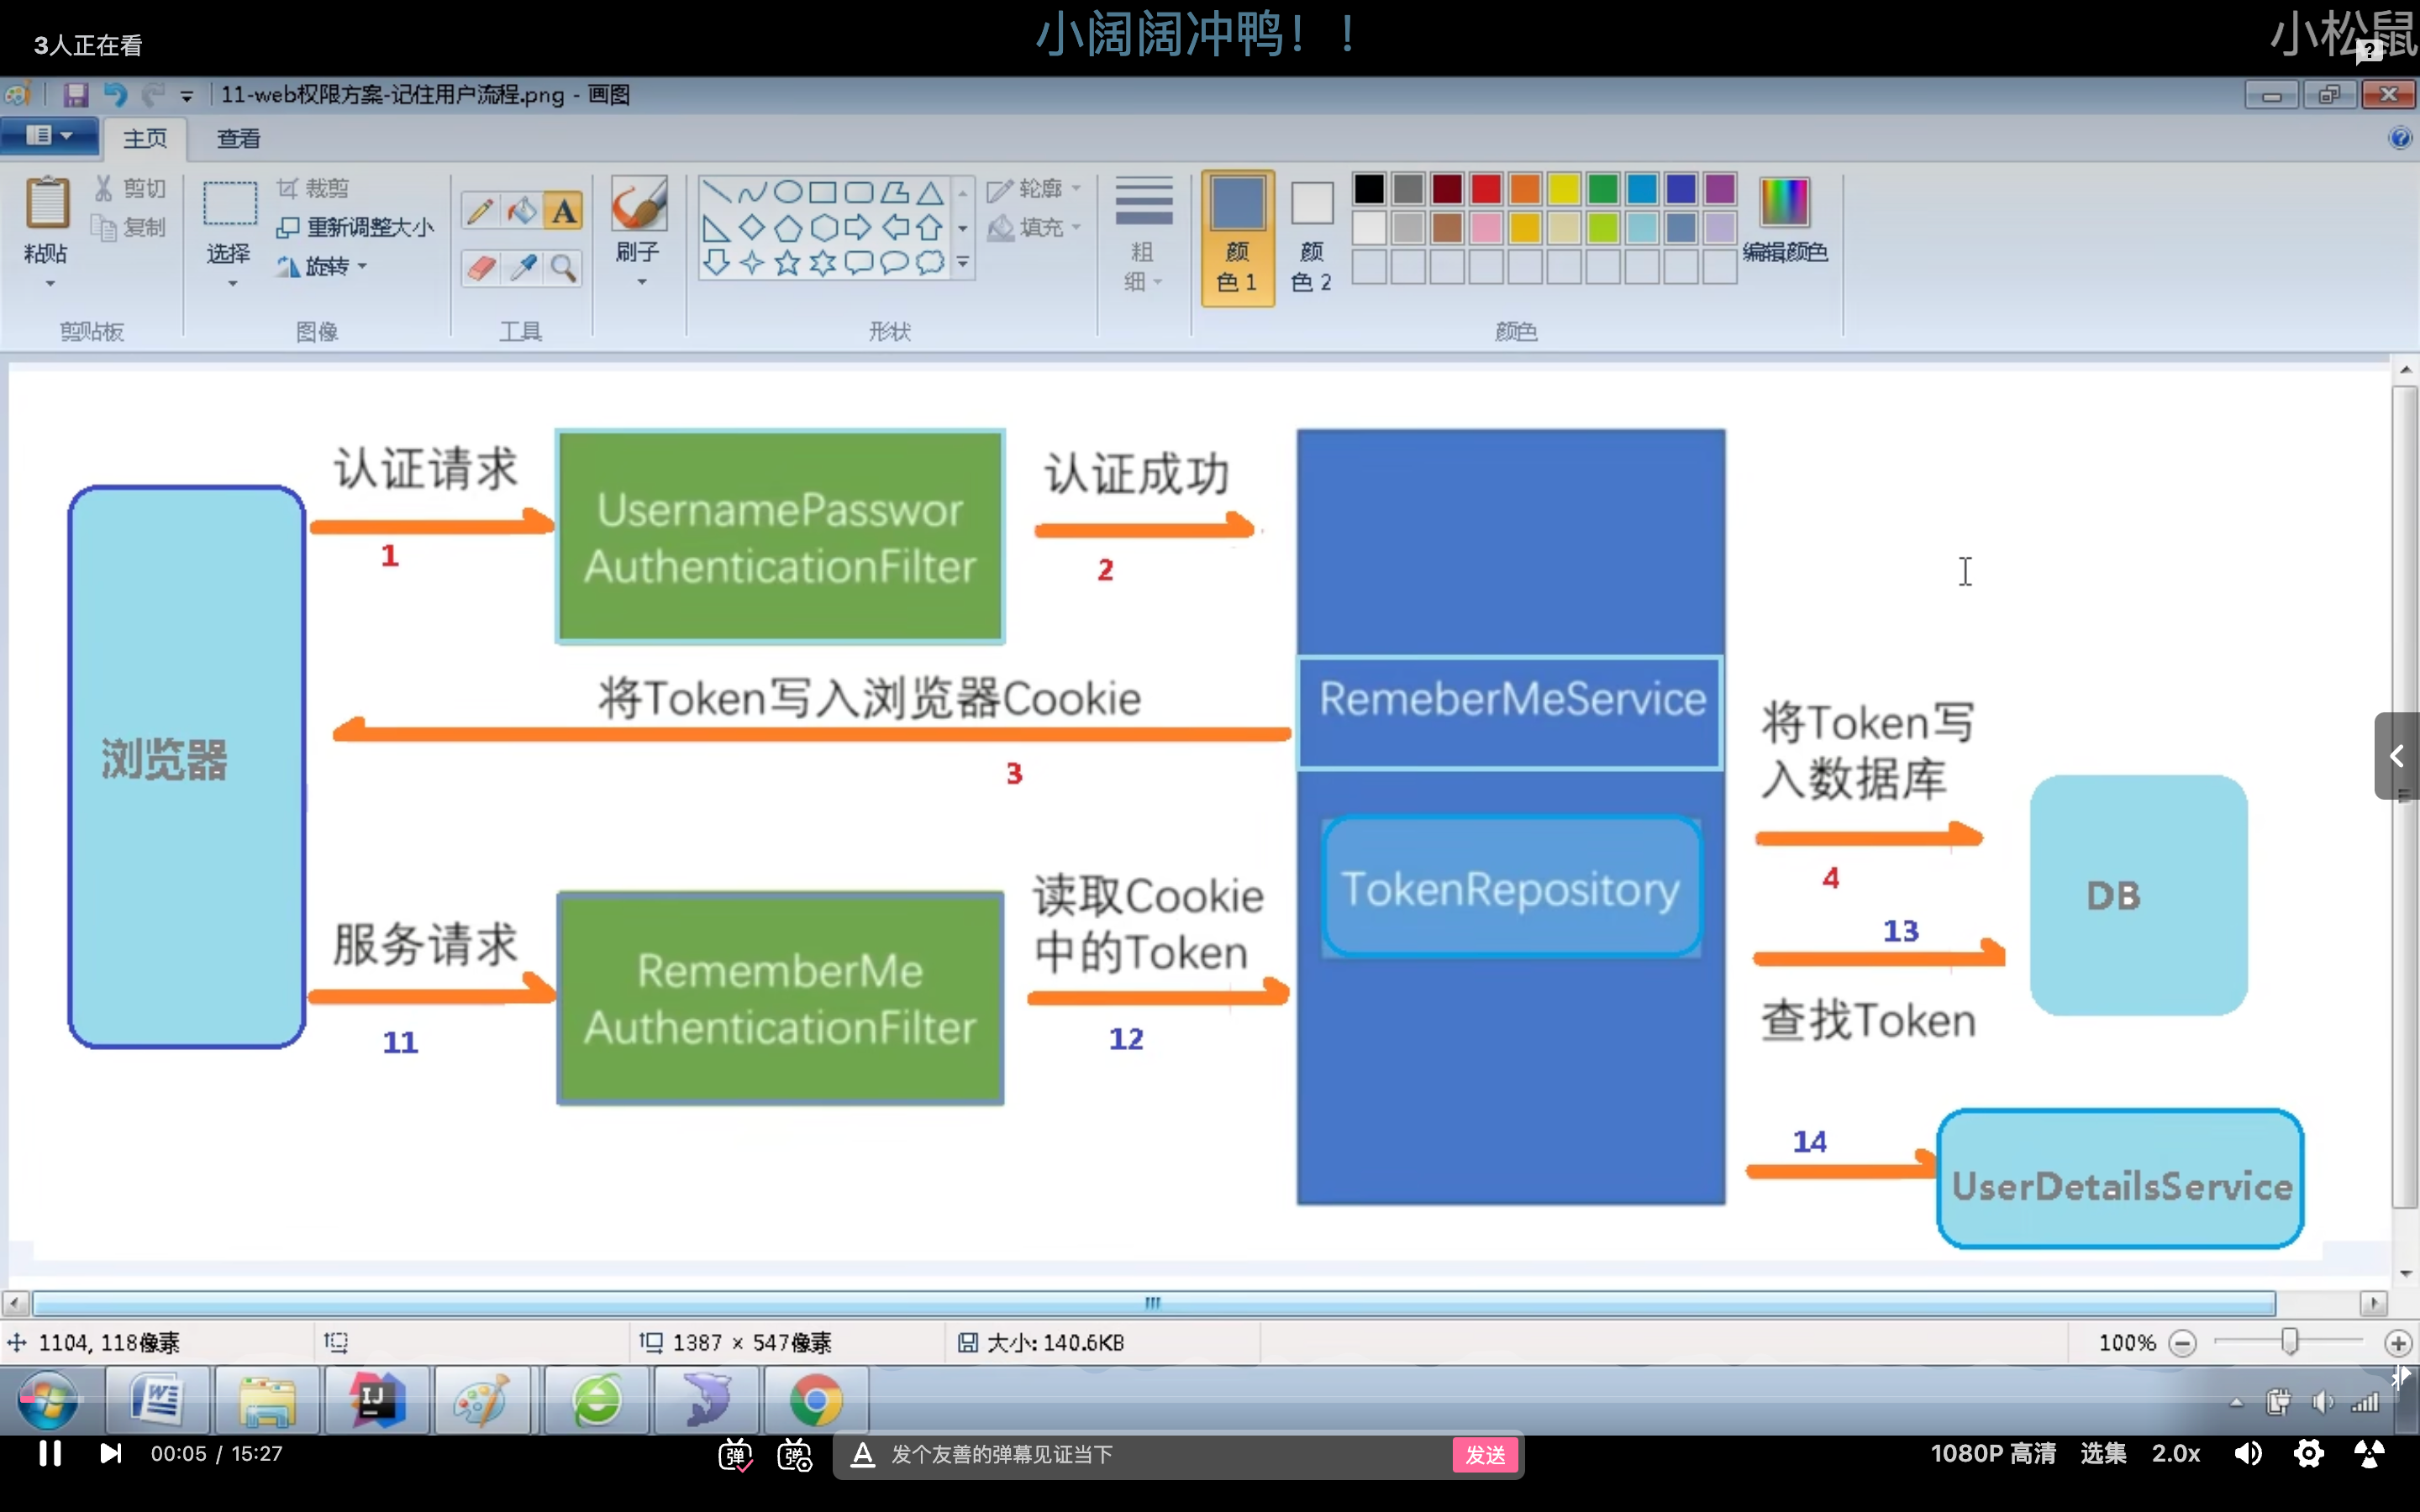 小阔阔冲鸭！！
小松鼠
3人正在看
11-web权限方案-记住用户流程.png - 画图
主页
查看
粘贴
剪切
复制
剪贴板
选择
裁剪
重新调整大小
旋转
图像
A
工具
刷子
轮廓
填充
形状
粗
细
颜
色 1
颜
色 2
编辑颜色
颜色
浏览器
认证请求
1
UsernamePasswor
AuthenticationFilter
认证成功
2
将Token写入浏览器Cookie
3
RemeberMeService
TokenRepository
将Token写
入数据库
4
13
查找Token
DB
服务请求
11
RememberMe
AuthenticationFilter
读取Cookie
中的Token
12
14
UserDetailsService
1104, 118像素
1387 × 547像素
大小: 140.6KB
100%
00:05 / 15:27
弹
弹
A
发个友善的弹幕见证当下
发送
1080P 高清
选集
2.0x